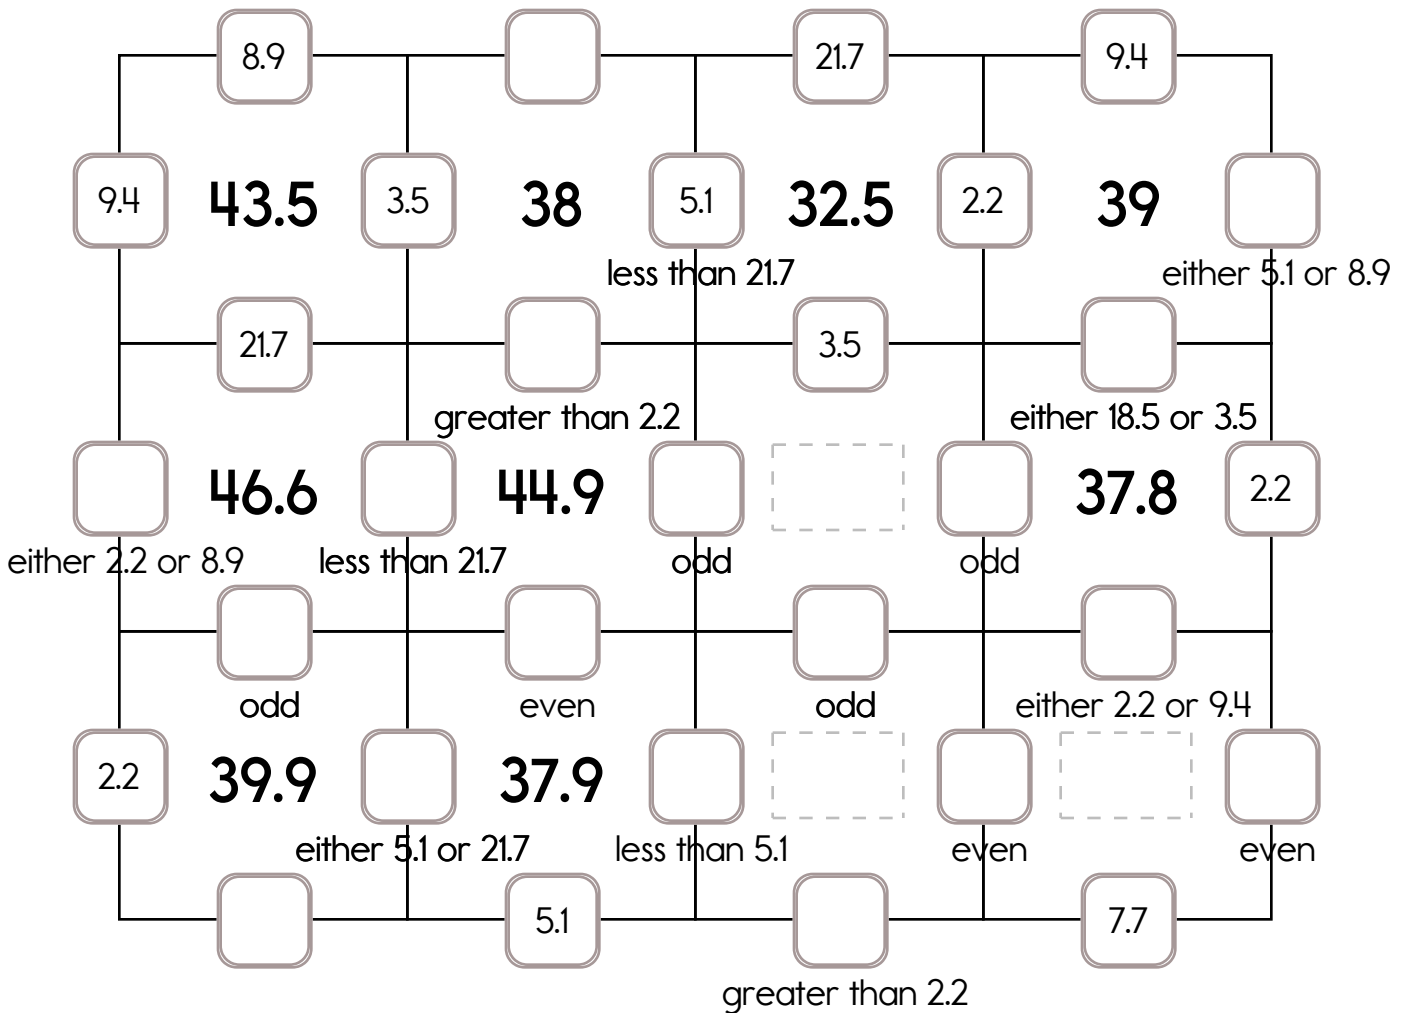 8.9 21.7 9.4
9.4 43.5 3.5 38 5.1 32.5 2.2 39
less than 21.7 either 5.1 or 8.9
21.7 3.5
greater than 2.2 either 18.5 or 3.5
46.6 44.9 37.8 2.2
either 2.2 or 8.9 less than 21.7 odd odd
odd even odd either 2.2 or 9.4
2.2 39.9 37.9
either 5.1 or 21.7 less than 5.1 even even
5.1 7.7
greater than 2.2